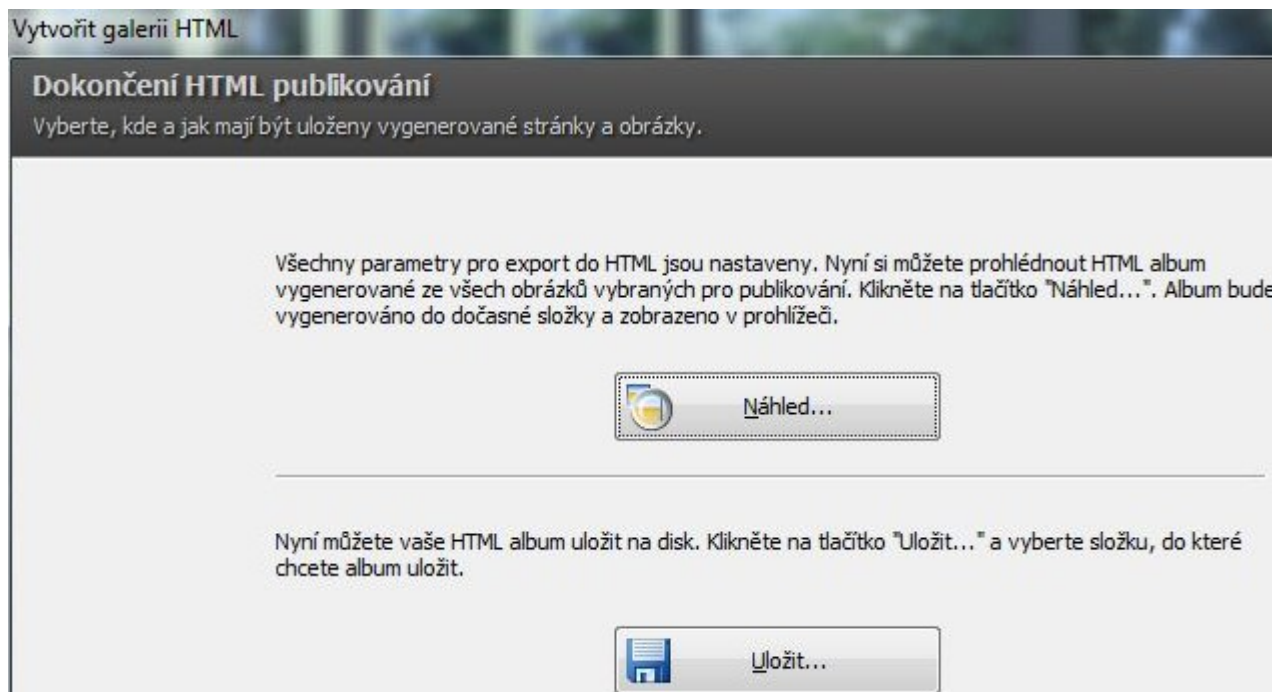 Vytvořit galerii HTML
Dokončení HTML publikování
Vyberte, kde a jak mají být uloženy vygenerované stránky a obrázky.
Všechny parametry pro export do HTML jsou nastaveny. Nyní si můžete prohlédnout HTML album
vygenerované ze všech obrázků vybraných pro publikování. Klikněte na tlačítko "Náhled...". Album bude
vygenerováno do dočasné složky a zobrazeno v prohlížeči.
Náhled...
Nyní můžete vaše HTML album uložit na disk. Klikněte na tlačítko "Uložit..." a vyberte složku, do které
chcete album uložit.
Uložit...